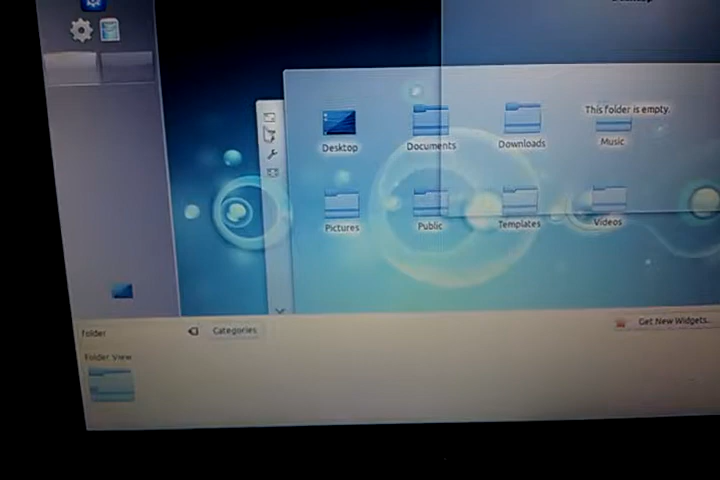 This folder is empty.
Desktop
Documents
Downloads
Music
Pictures
Public
Templates
Videos
folder
Categories
Get New Widgets...
Folder View